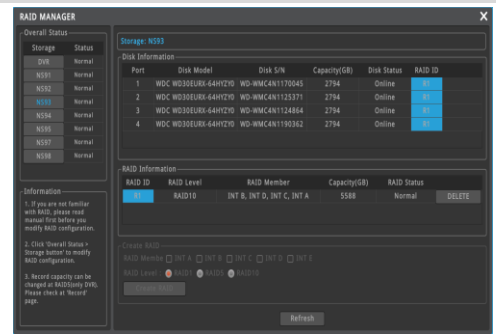 RAID MANAGER X
Overall Status
Storage Status
DVR Normal
NS91 Normal
NS92 Normal
NS93 Normal
NS94 Normal
NS95 Normal
NS97 Normal
NS98 Normal
Information
1. If you are not familiar
with RAID, please read
manual first before you
modify RAID configuration.
2. Click 'Overall Status >
Storage button' to modify
RAID configuration.
3. Record capacity can be
changed at RAID5(only DVR).
Please check at 'Record'
page.
Storage: NS93
Disk Information
Port Disk Model Disk S/N Capacity(GB) Disk Status RAID ID
1 WDC WD30EURX-64HYZY0 WD-WMC4N1170045 2794 Online R1
2 WDC WD30EURX-64HYZY0 WD-WMC4N1125371 2794 Online R1
3 WDC WD30EURX-64HYZY0 WD-WMC4N1124864 2794 Online R1
4 WDC WD30EURX-64HYZY0 WD-WMC4N1190362 2794 Online R1
RAID Information
RAID ID RAID Level RAID Member Capacity(GB) RAID Status
R1 RAID10 INT B, INT D, INT C, INT A 5588 Normal DELETE
Create RAID
RAID Membe INT A INT B INT C INT D INT E
RAID Level RAID1 RAID5 RAID10
Create RAID
Refresh